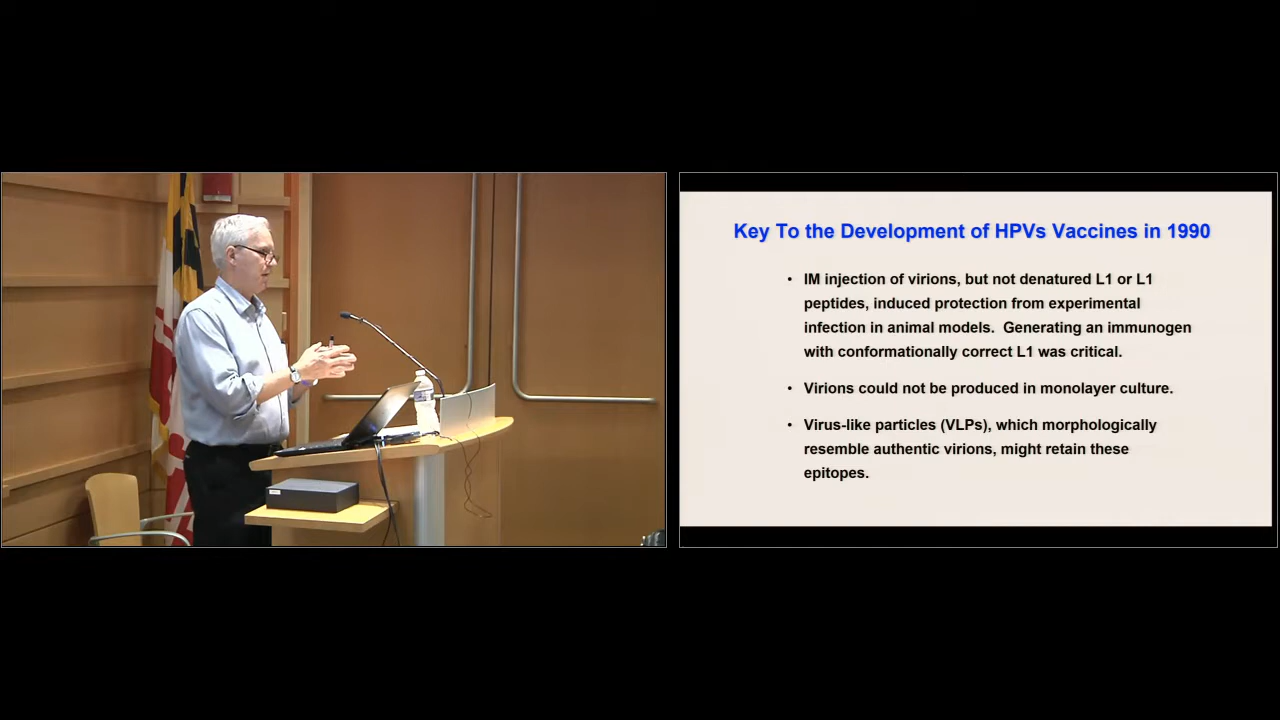 Key To the Development of HPVs Vaccines in 1990
• IM injection of virions, but not denatured L1 or L1
peptides, induced protection from experimental
infection in animal models.  Generating an immunogen
with conformationally correct L1 was critical.
• Virions could not be produced in monolayer culture.
• Virus-like particles (VLPs), which morphologically
resemble authentic virions, might retain these
epitopes.